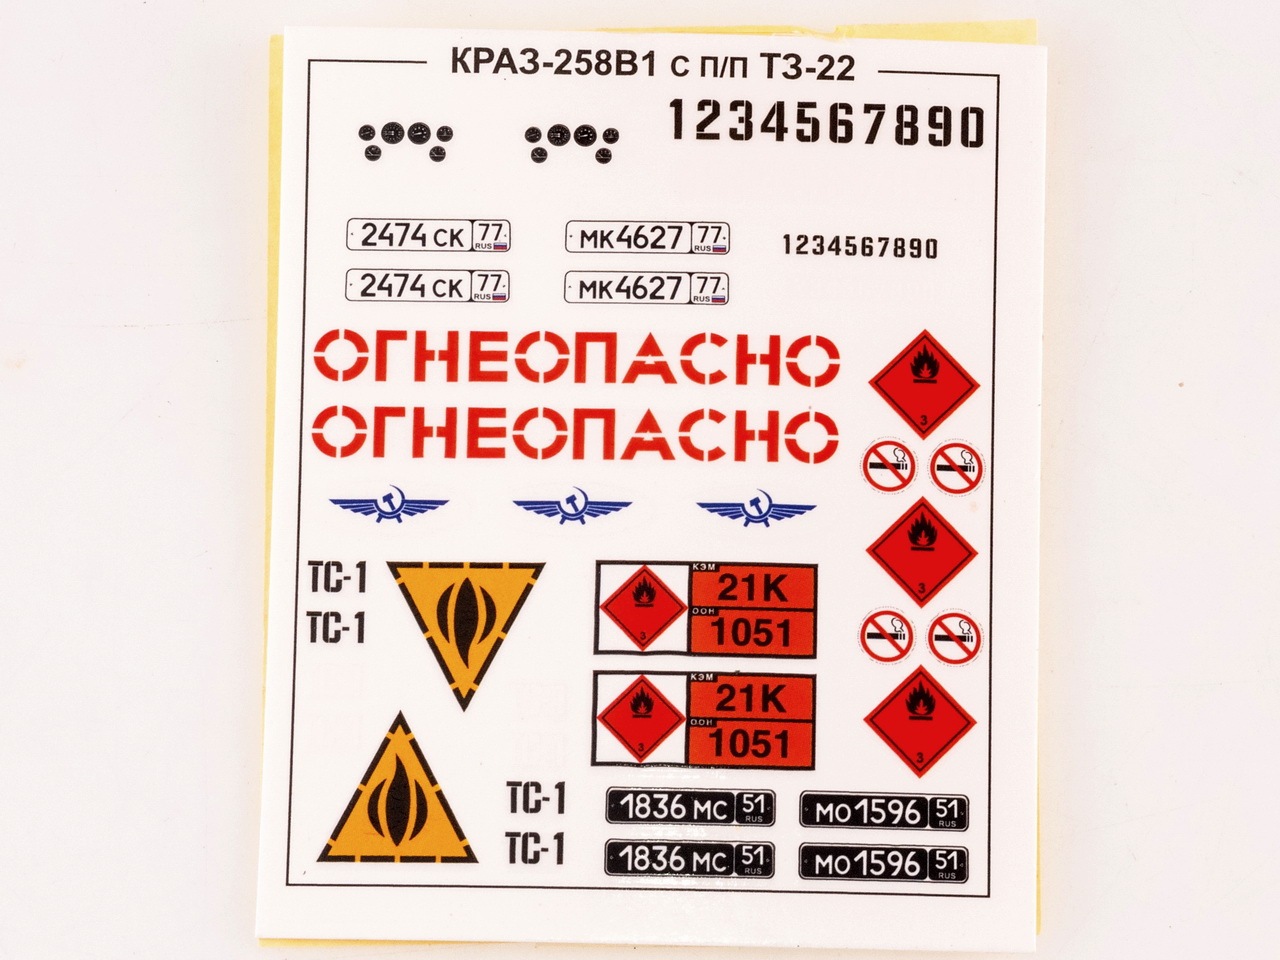 КРАЗ-258В1 С П/П ТЗ-22
1234567890
2474 СК 77 RUS
МК4627 77 RUS
1234567890
2474 СК 77 RUS
МК4627 77 RUS
ОГНЕОПАСНО
3
ОГНЕОПАСНО
3
ТС-1
КЭМ
21К
ООН
3
1051
ТС-1
КЭМ
21К
ООН
3
1051
3
ТС-1
1836 МС 51 RUS
МО1596 51 RUS
ТС-1
1836 МС 51 RUS
МО1596 51 RUS